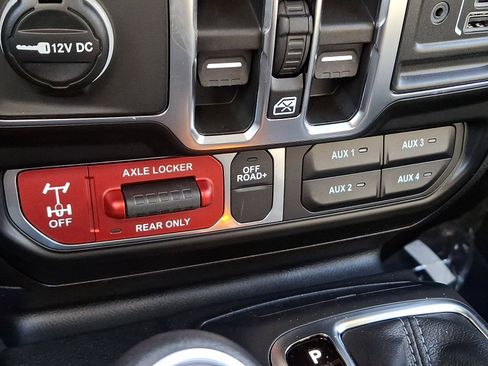 12V DC
AXLE LOCKER
OFF
REAR ONLY
OFF
ROAD+
AUX 1
AUX 2
AUX 3
AUX 4
P